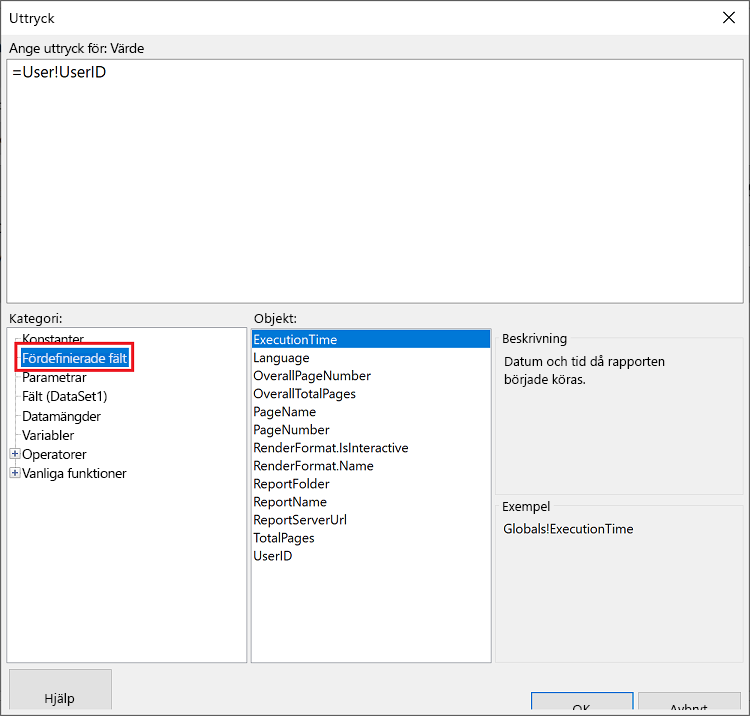 Uttryck
Ange uttryck för: Värde
=User!UserID
Kategori:
Konstanter
Fördefinierade fält
Parametrar
Fält (DataSet1)
Datamängder
Variabler
Operatorer
Vanliga funktioner
Objekt:
ExecutionTime
Language
OverallPageNumber
OverallTotalPages
PageName
PageNumber
RenderFormat.IsInteractive
RenderFormat.Name
ReportFolder
ReportName
ReportServerUrl
TotalPages
UserID
Beskrivning
Datum och tid då rapporten
började köras.
Exempel
Globals!ExecutionTime
Hjälp
OK
Avbryt